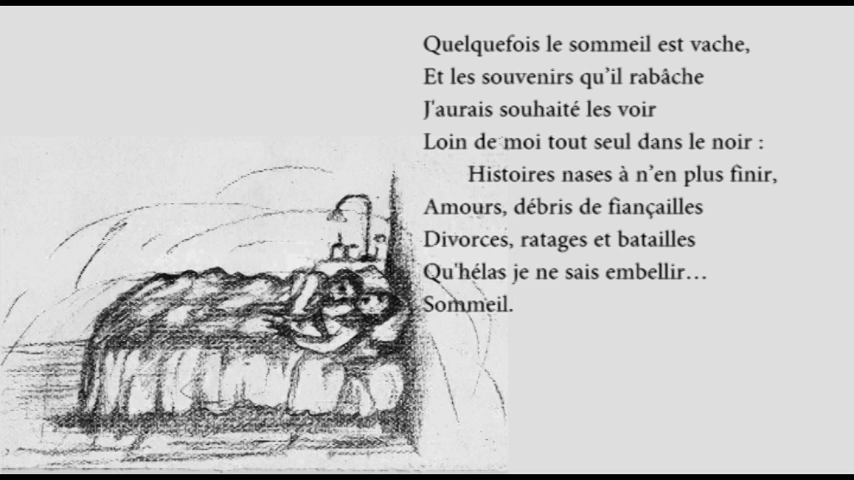 Quelquefois le sommeil est vache,
Et les souvenirs qu’il rabâche
J'aurais souhaité les voir
Loin de moi tout seul dans le noir :
Histoires nases à n’en plus finir,
Amours, débris de fiançailles
Divorces, ratages et batailles
Qu'hélas je ne sais embellir…
Sommeil.